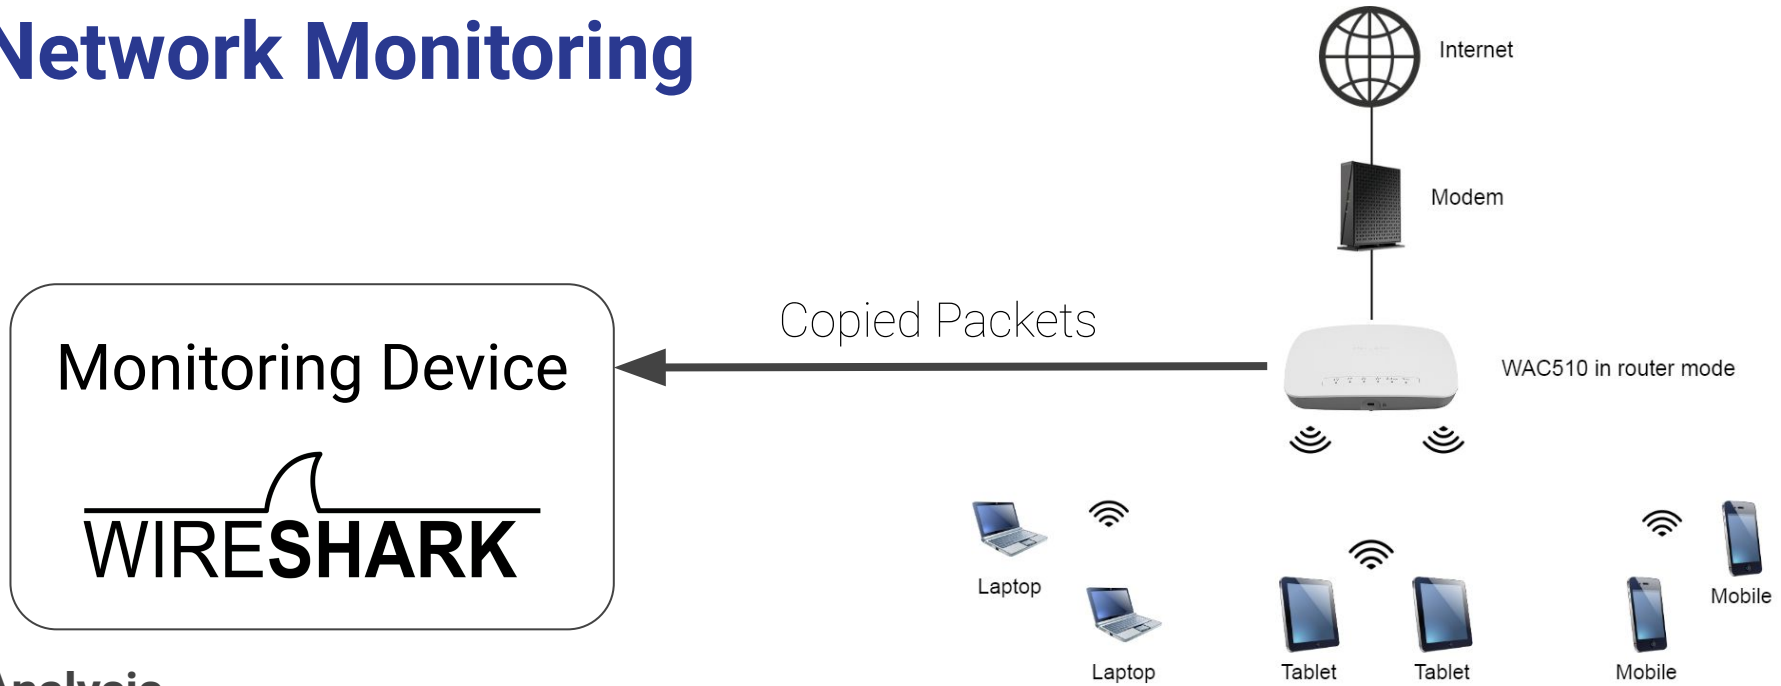 Network Monitoring
Internet
Modem
Copied Packets
Monitoring Device
WAC510 in router mode
WIRESHARK
Laptop
Mobile
Laptop
Tablet
Tablet
Mobile
Analysis